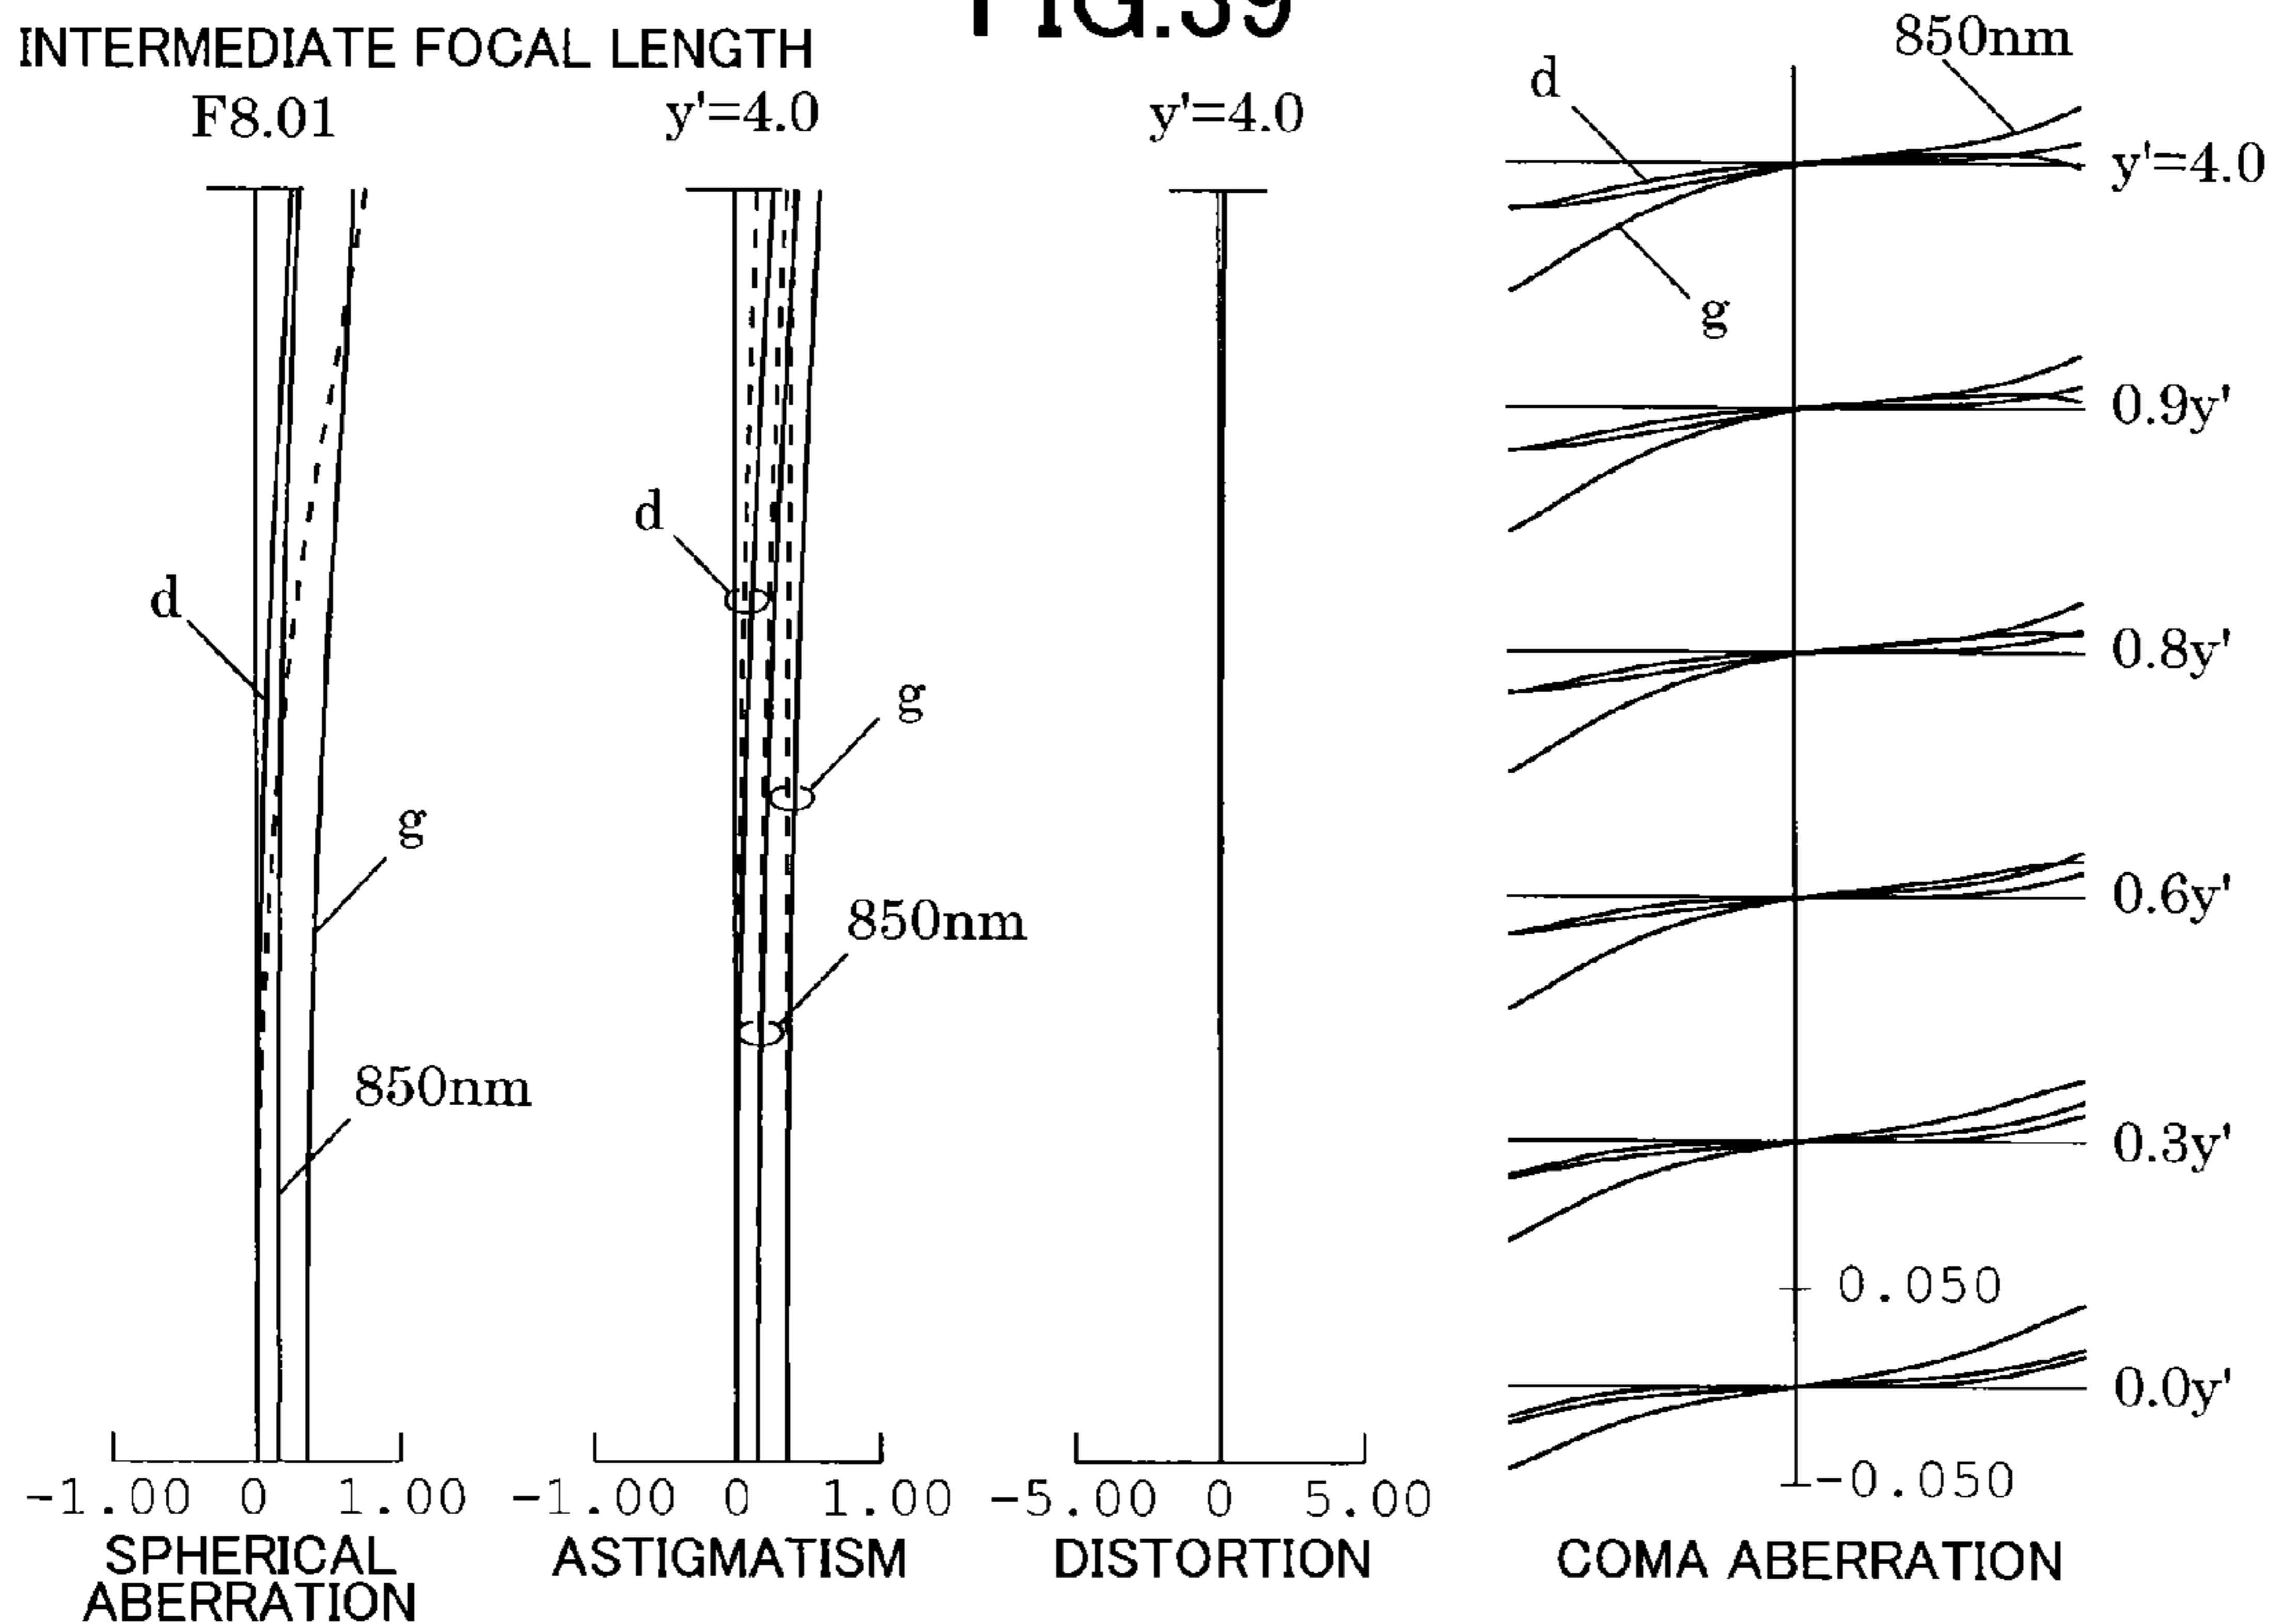 FIG.39
INTERMEDIATE FOCAL LENGTH
F8.01
d
g
850nm
-1.00 0 1.00
SPHERICAL
ABERRATION
y'=4.0
d
g
850nm
-1.00 0 1.00
ASTIGMATISM
y'=4.0
-5.00 0 5.00
DISTORTION
850nm
d
y'=4.0
g
0.9y'
0.8y'
0.6y'
0.3y'
0.050
0.0y'
-0.050
COMA ABERRATION